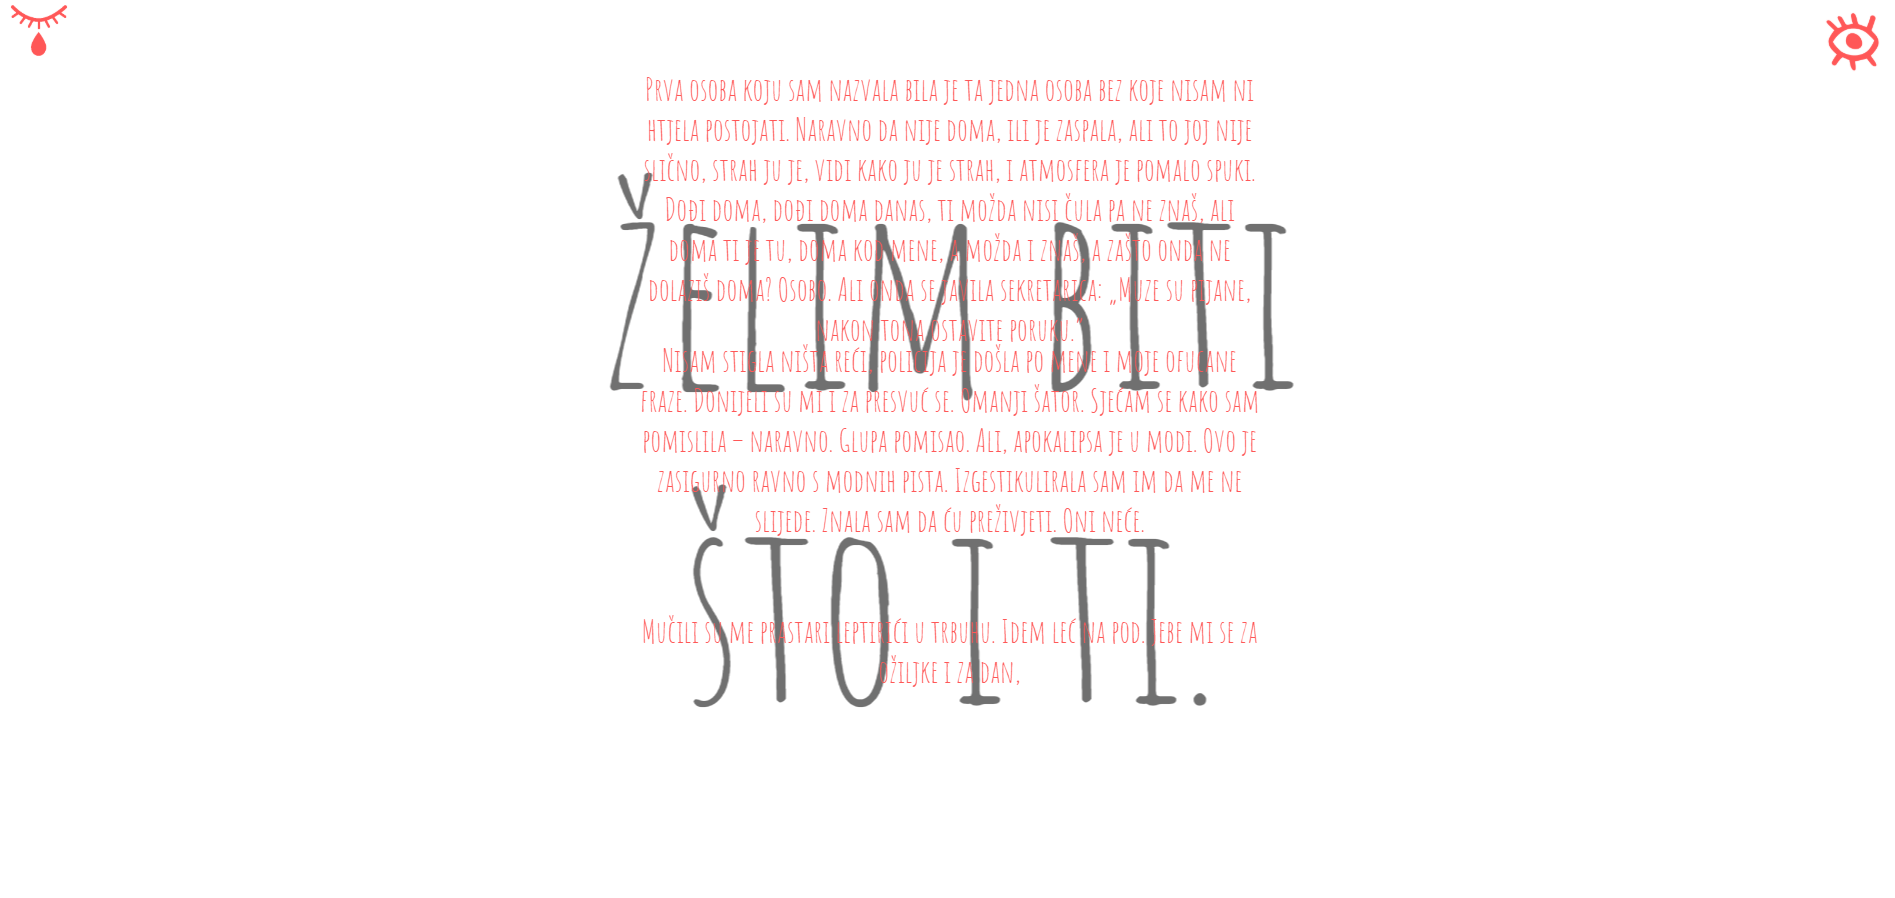 Prva osoba koju sam nazvala bila je ta jedna osoba bez koje nisam ni
htjela postojati. Naravno da nije doma, ili je zaspala, ali to joj nije
slično, strah ju je, vidi kako ju je strah, i atmosfera je pomalo spuki.
Dođi doma, dođi doma danas, ti možda nisi čula pa ne znaš, ali
doma ti je tu, doma kod mene, a možda i znaš, a zašto onda ne
dolaziš doma? Osobo. Ali onda se javila sekretarica: „Muze su pijane,
nakon tona ostavite poruku.“
Nisam stigla ništa reći, policija je došla po mene i moje ofucane
fraze. Donijeli su mi i za presvuć se. Omanji šator. Sjećam se kako sam
pomislila – naravno. Glupa pomisao. Ali, apokalipsa je u modi. Ovo je
zasigurno ravno s modnih pista. Izgestikulirala sam im da me ne
slijede. Znala sam da ću preživjeti. Oni neće.
Mučili su me prastari leptirići u trbuhu. Idem leć na pod. Jebe mi se za
ožiljke i za dan,
ŽELIM BITI
ŠTO I TI.